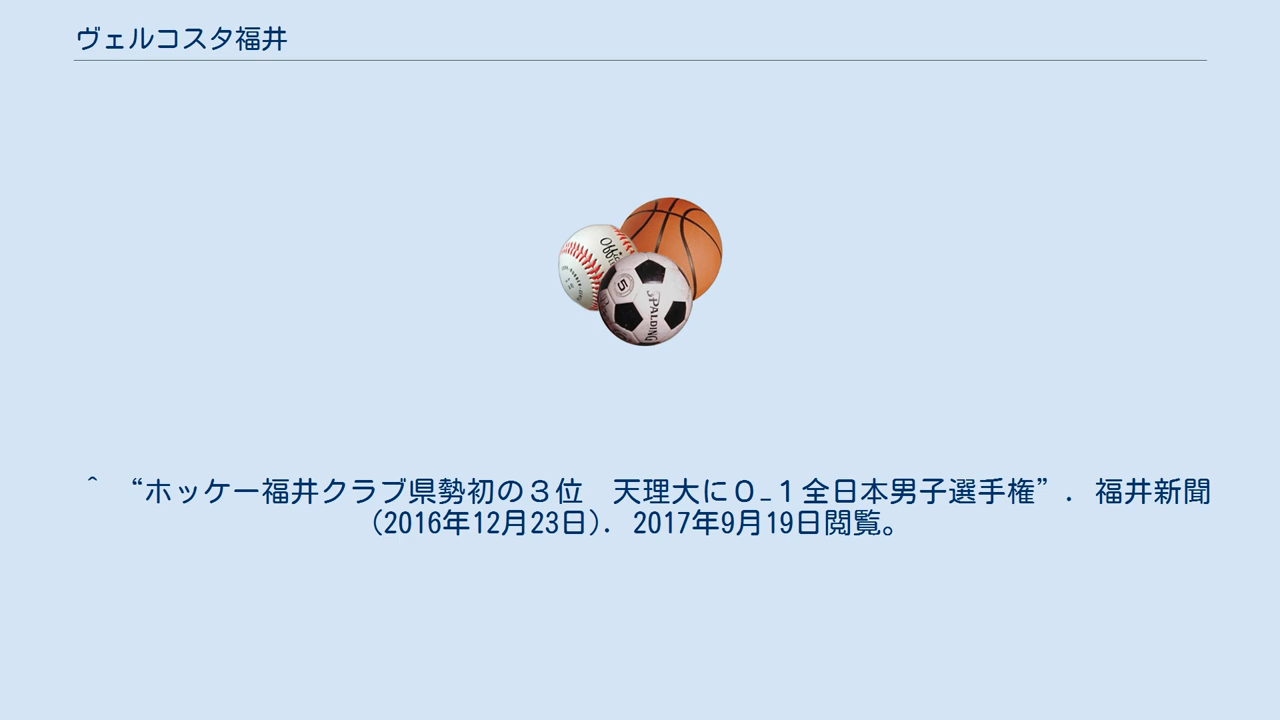 ヴェルコスタ福井
Offic
5
SPALDING
^ “ホッケー福井クラブ県勢初の３位　天理大に０−１全日本男子選手権”. 福井新聞
(2016年12月23日). 2017年9月19日閲覧。